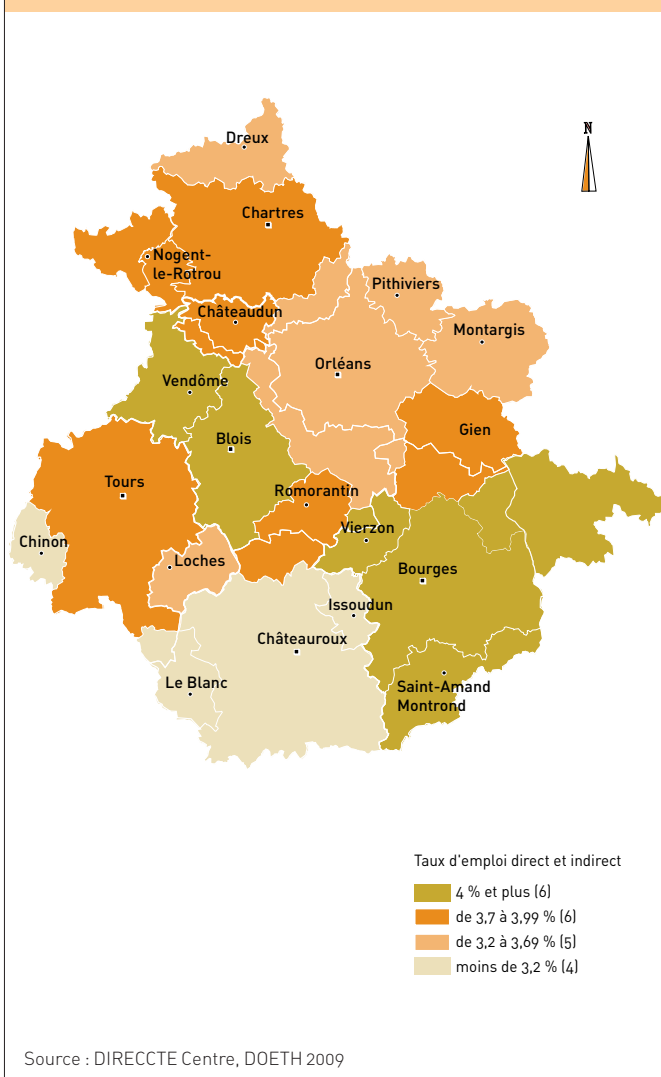 N
Dreux
Chartres
Nogent-
le-Rotrou
Pithiviers
Châteaudun
Montargis
Orléans
Vendôme
Gien
Blois
Tours
Romorantin
Vierzon
Chinon
Loches
Bourges
Issoudun
Châteauroux
Le Blanc
Saint-Amand
Montrond
Taux d'emploi direct et indirect
4 % et plus (6)
de 3,7 à 3,99 % (6)
de 3,2 à 3,69 % (5)
moins de 3,2 % (4)
Source : DIRECCTE Centre, DOETH 2009